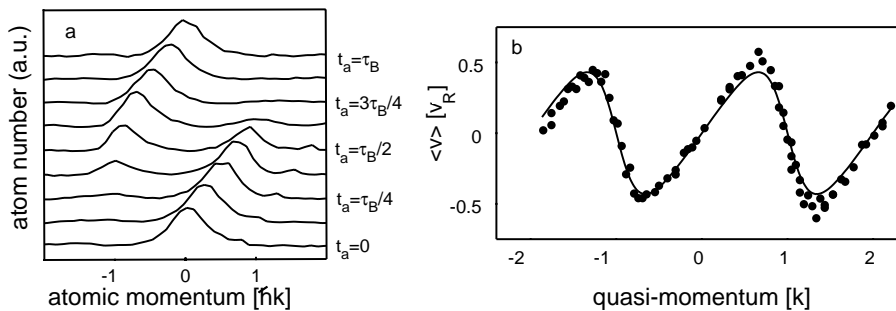 a
atom number (a.u.)
t_a=τ_B
t_a=3τ_B/4
t_a=τ_B/2
t_a=τ_B/4
t_a=0
-1 0 1
atomic momentum [ħk]
b
<v> [v_R]
0.5
0
-0.5
-2 -1 0 1 2
quasi-momentum [k]